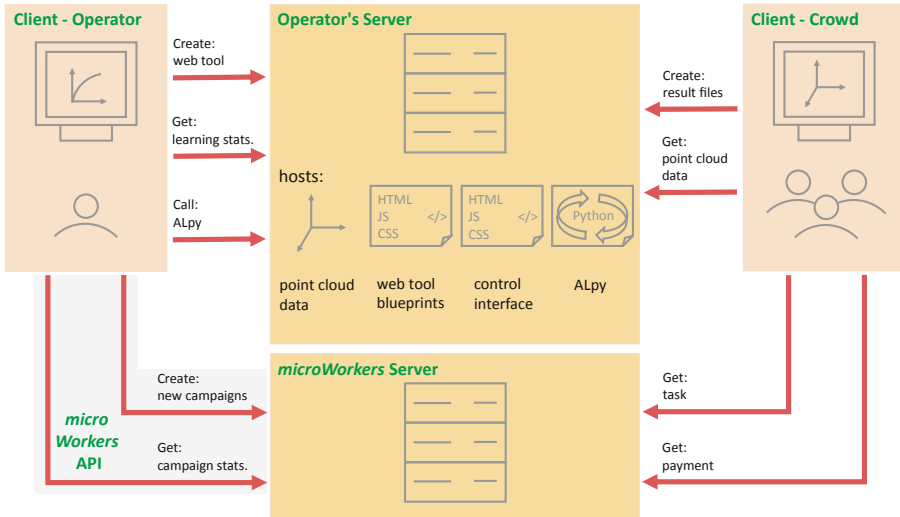 Client - Operator
Operator's Server
Client - Crowd
Create:
web tool
Get:
learning stats.
Call:
ALpy
Create:
result files
Get:
point cloud
data
hosts:
HTML
JS </>
CSS
HTML
JS </>
CSS
Python
point cloud
data
web tool
blueprints
control
interface
ALpy
microWorkers Server
Create:
new campaigns
Get:
campaign stats.
micro
Workers
API
Get:
task
Get:
payment